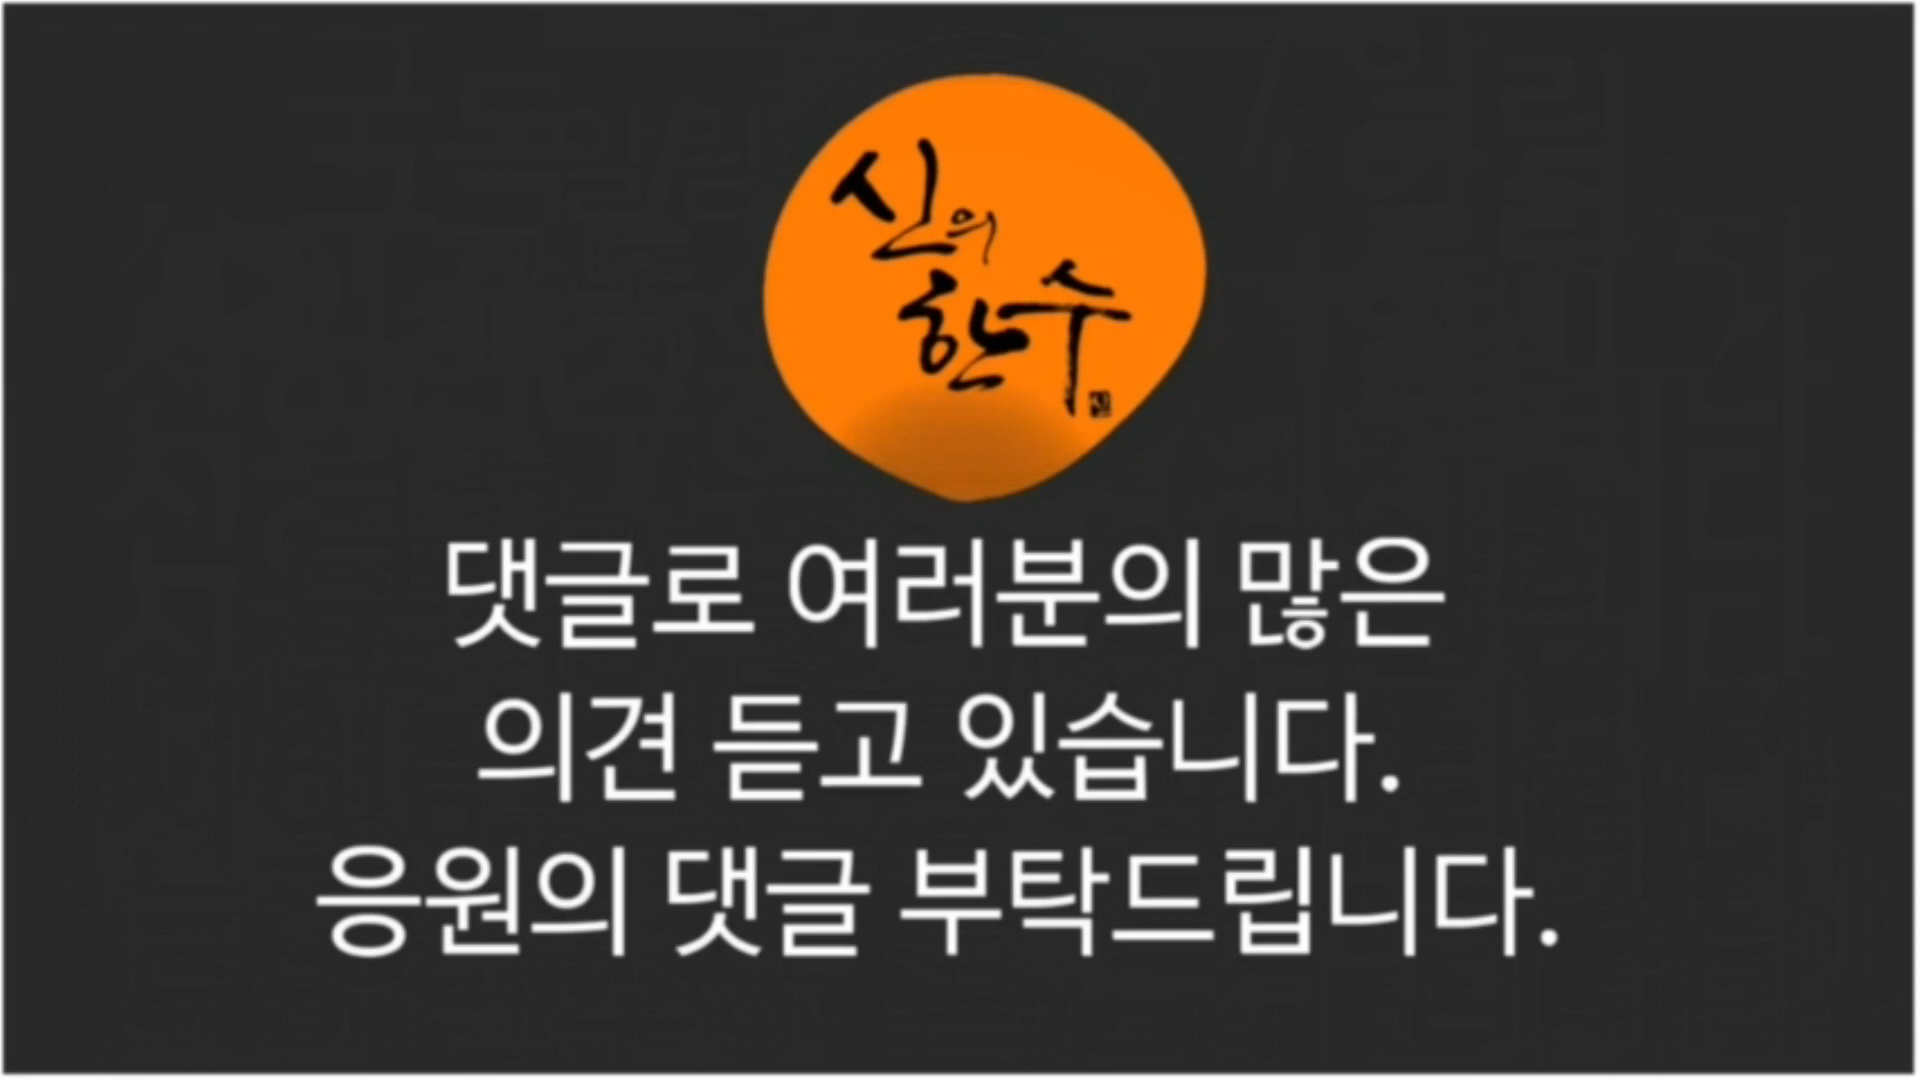 신의
한수
댓글로 여러분의 많은
의견 듣고 있습니다.
응원의 댓글 부탁드립니다.